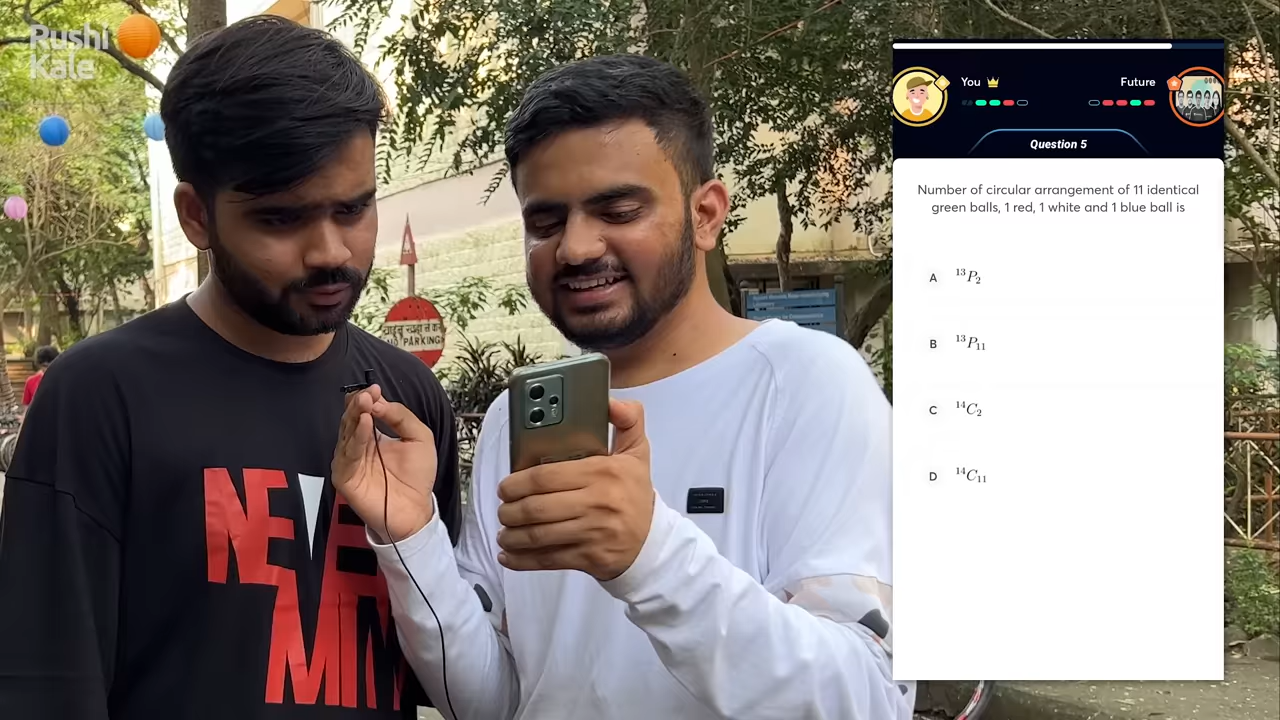 Rushi
Kale
You
Future
Question 5
Number of circular arrangement of 11 identical
green balls, 1 red, 1 white and 1 blue ball is
A ¹³P₂
B ¹³P₁₁
C ¹⁴C₂
D ¹⁴C₁₁
NO PARKING
NEVER
MIN